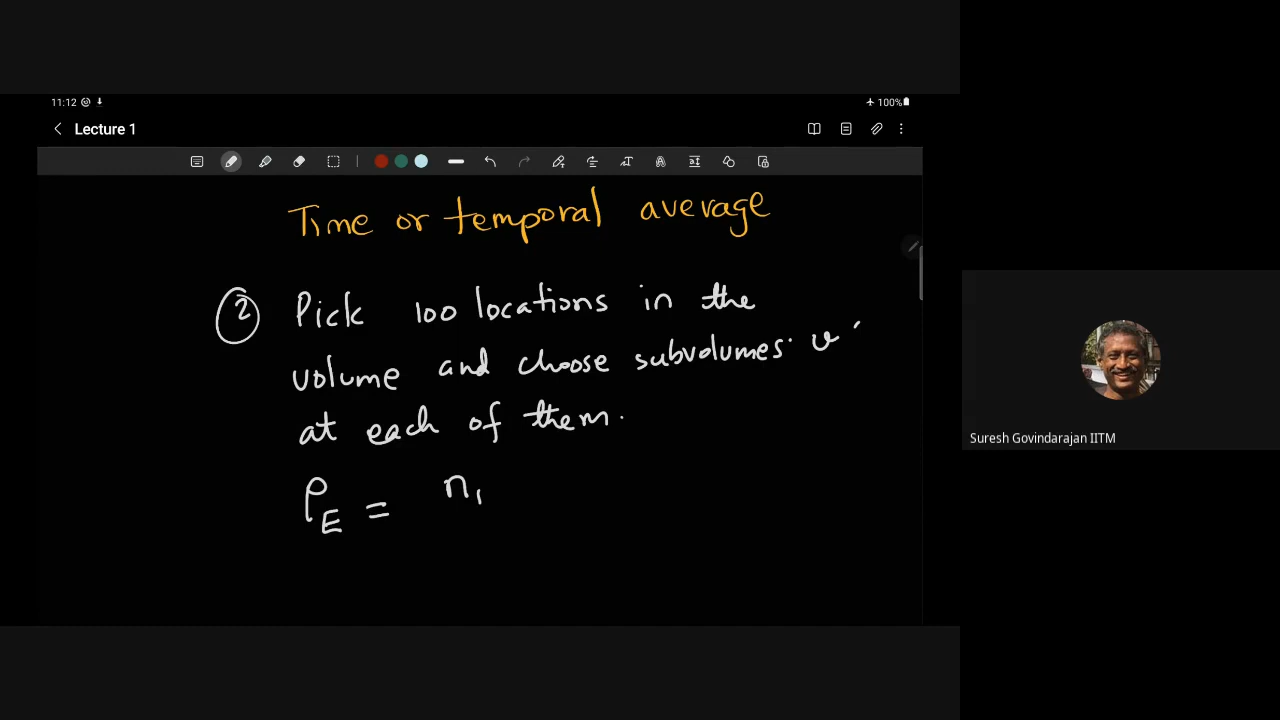 11:12 100%
Lecture 1
Time or temporal average
② Pick 100 locations in the
volume and choose subvolumes v
at each of them.
ρ_E = n₁
Suresh Govindarajan IITM